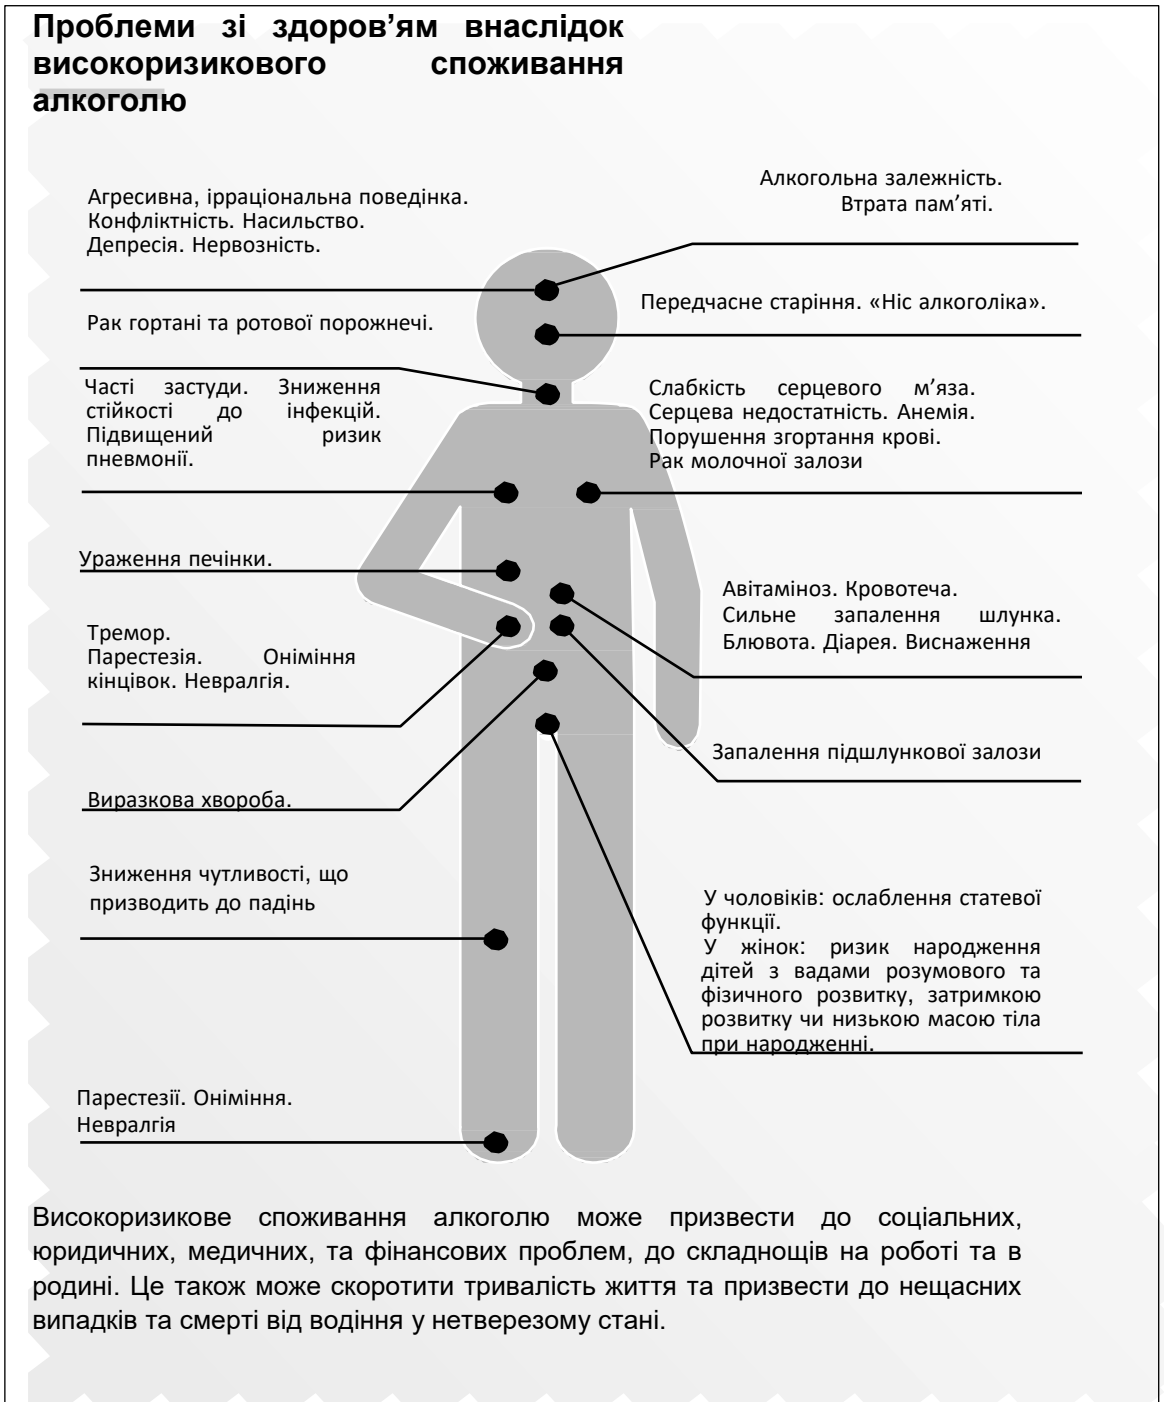 Проблеми зі здоров’ям внаслідок
високоризикового споживання
алкоголю
Агресивна, ірраціональна поведінка.
Конфліктність. Насильство.
Депресія. Нервозність.
Алкогольна залежність.
Втрата пам’яті.
Рак гортані та ротової порожнечі.
Передчасне старіння. «Ніс алкоголіка».
Часті застуди. Зниження
стійкості до інфекцій.
Підвищений ризик
пневмонії.
Слабкість серцевого м’яза.
Серцева недостатність. Анемія.
Порушення згортання крові.
Рак молочної залози
Ураження печінки.
Авітаміноз. Кровотеча.
Сильне запалення шлунка.
Блювота. Діарея. Виснаження
Тремор.
Парестезія. Оніміння
кінцівок. Невралгія.
Запалення підшлункової залози
Виразкова хвороба.
Зниження чутливості, що
призводить до падінь
У чоловіків: ослаблення статевої
функції.
У жінок: ризик народження
дітей з вадами розумового та
фізичного розвитку, затримкою
розвитку чи низькою масою тіла
при народженні.
Парестезії. Оніміння.
Невралгія
Високоризикове споживання алкоголю може призвести до соціальних,
юридичних, медичних, та фінансових проблем, до складнощів на роботі та в
родині. Це також може скоротити тривалість життя та призвести до нещасних
випадків та смерті від водіння у нетверезому стані.